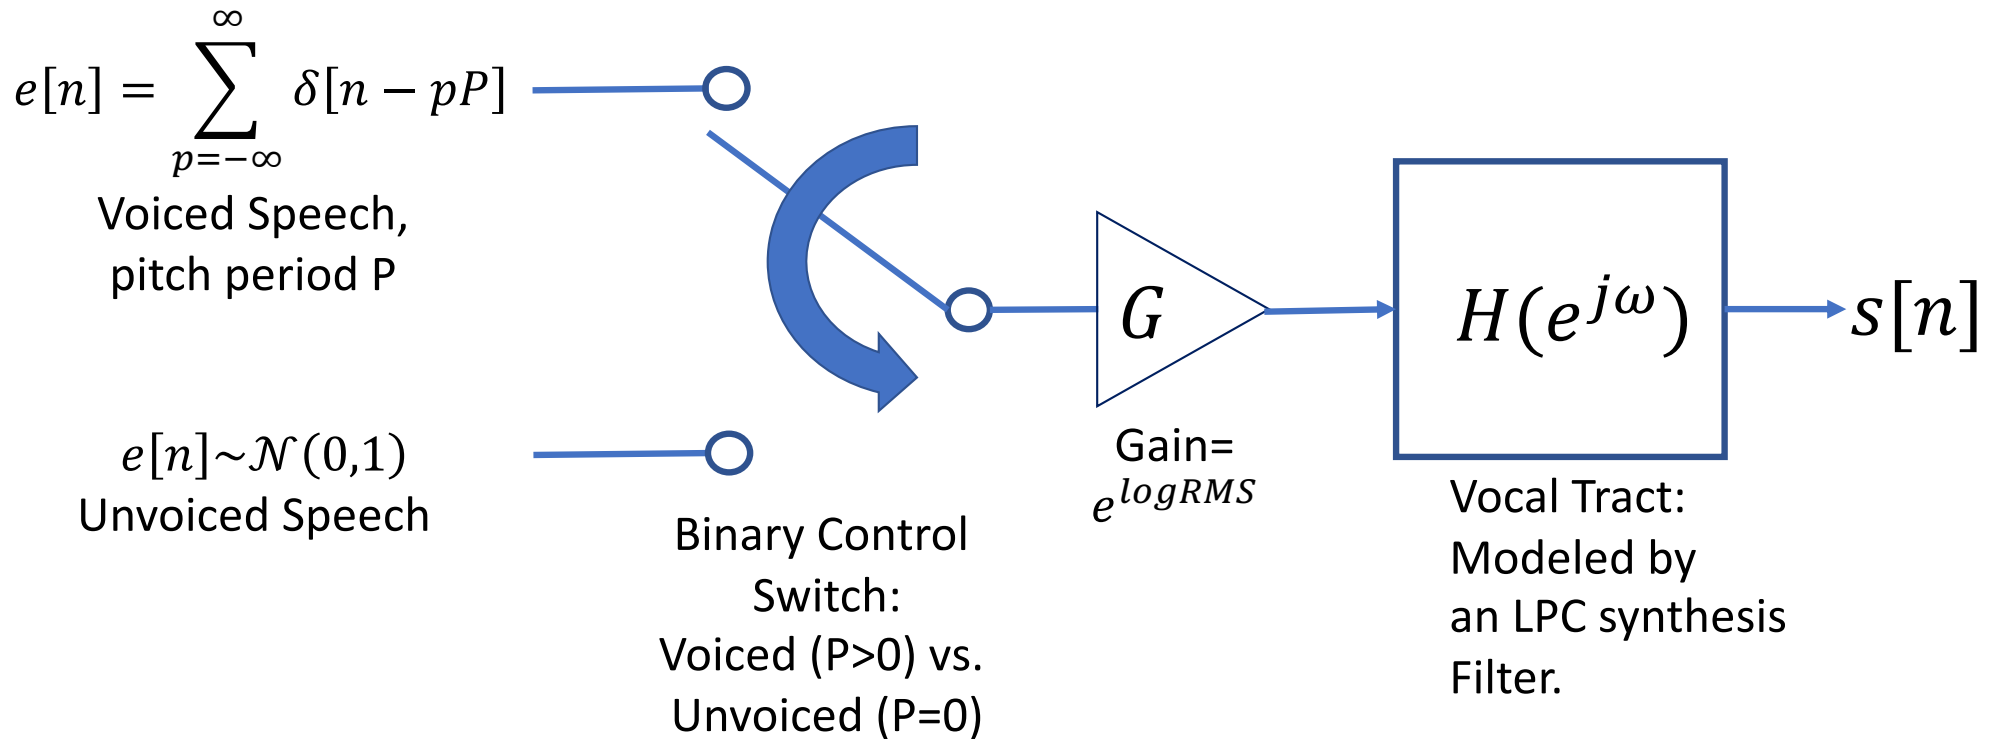 e[n] = ∑_{p=−∞}^{∞} δ[n − pP]
Voiced Speech,
pitch period P
e[n]~𝒩(0,1)
Unvoiced Speech
Binary Control
Switch:
Voiced (P>0) vs.
Unvoiced (P=0)
G
Gain=
e^{logRMS}
H(e^{jω})
Vocal Tract:
Modeled by
an LPC synthesis
Filter.
s[n]